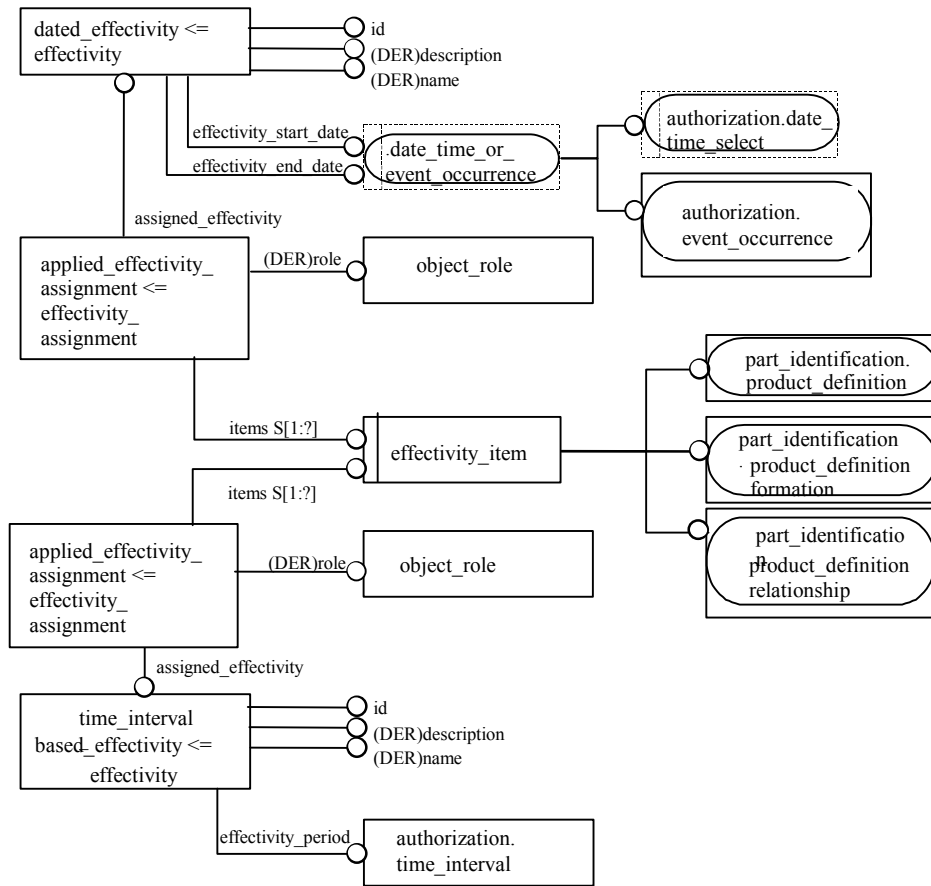 dated_effectivity <=
effectivity
id
(DER)description
(DER)name
effectivity_start_date
effectivity_end_date
.date_time_or_
event_occurrence
authorization.date_
time_select
authorization.
event_occurrence
assigned_effectivity
applied_effectivity_
assignment <=
effectivity_
assignment
(DER)role
object_role
items S[1:?]
items S[1:?]
effectivity_item
part_identification.
product_definition
part_identification
. product_definition
formation
part_identificatio
n
product_definition
relationship
applied_effectivity_
assignment <=
effectivity_
assignment
(DER)role
object_role
assigned_effectivity
time_interval
based_effectivity <=
effectivity
id
(DER)description
(DER)name
effectivity_period
authorization.
time_interval